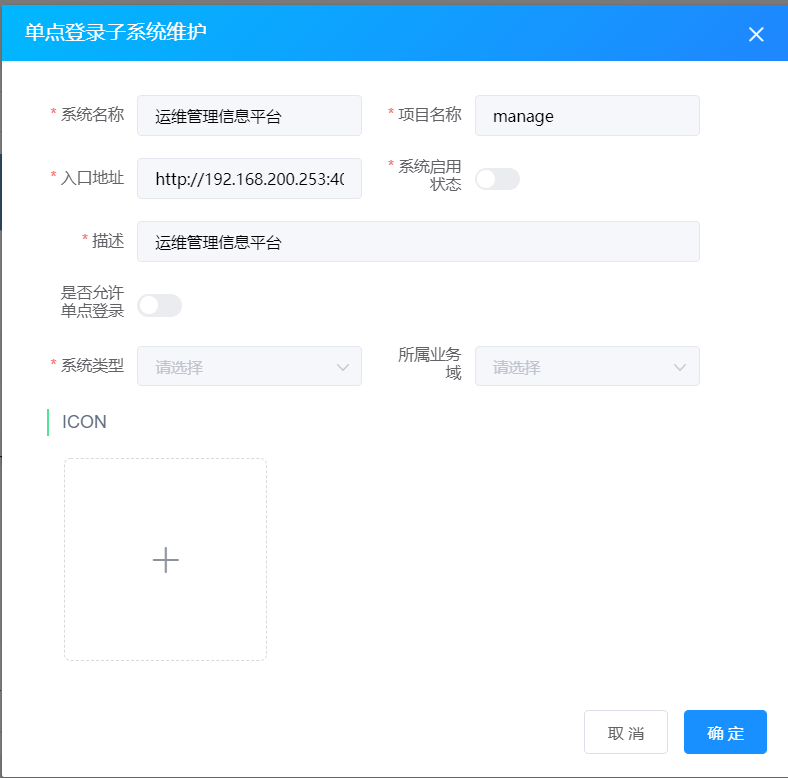 单点登录子系统维护
* 系统名称 运维管理信息平台 * 项目名称 manage
* 入口地址 http://192.168.200.253:40 * 系统启用
状态
* 描述 运维管理信息平台
是否允许
单点登录
* 系统类型 请选择 所属业务
域 请选择
ICON
取 消 确 定